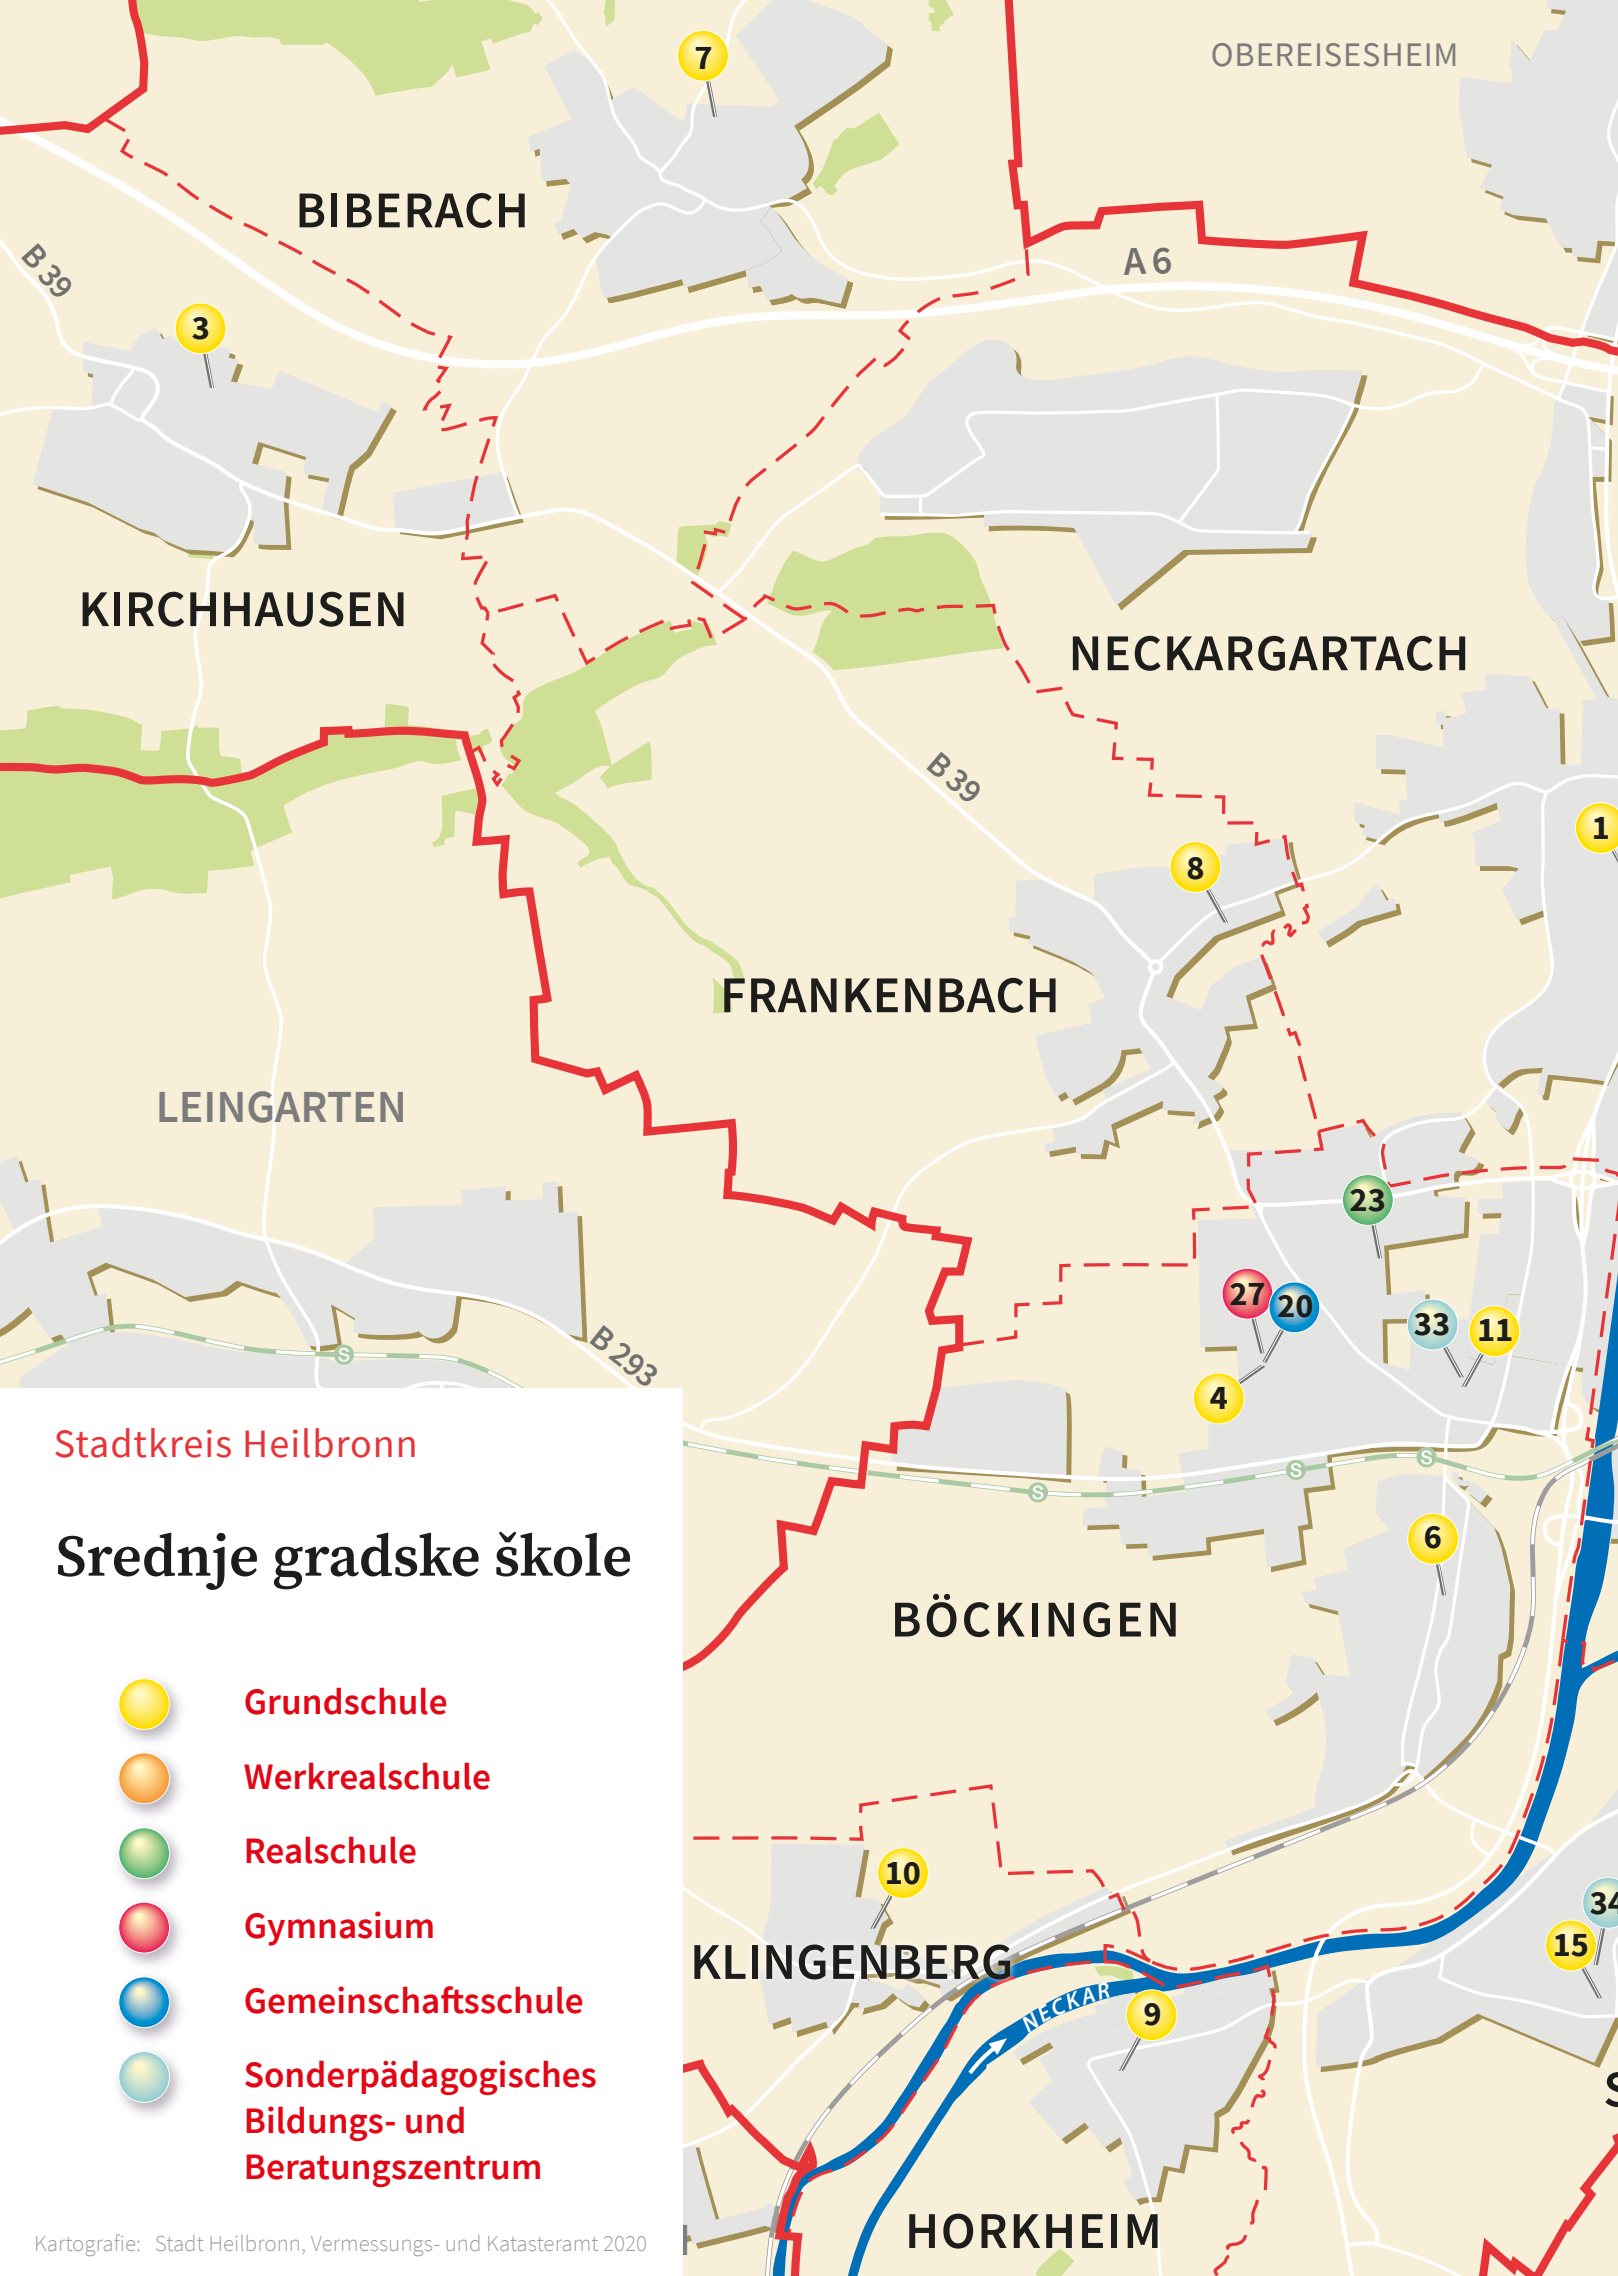 7
OBEREISESHEIM
BIBERACH
B 39
A 6
3
KIRCHHAUSEN
NECKARGARTACH
B 39
1
8
FRANKENBACH
LEINGARTEN
23
27
20
33
11
B 293
4
S
S
S
S
Stadtkreis Heilbronn
Srednje gradske škole
6
BÖCKINGEN
Grundschule
Werkrealschule
Realschule
Gymnasium
Gemeinschaftsschule
Sonderpädagogisches
Bildungs- und
Beratungszentrum
10
34
15
KLINGENBERG
NECKAR
9
S
HORKHEIM
Kartografie: Stadt Heilbronn, Vermessungs- und Katasteramt 2020